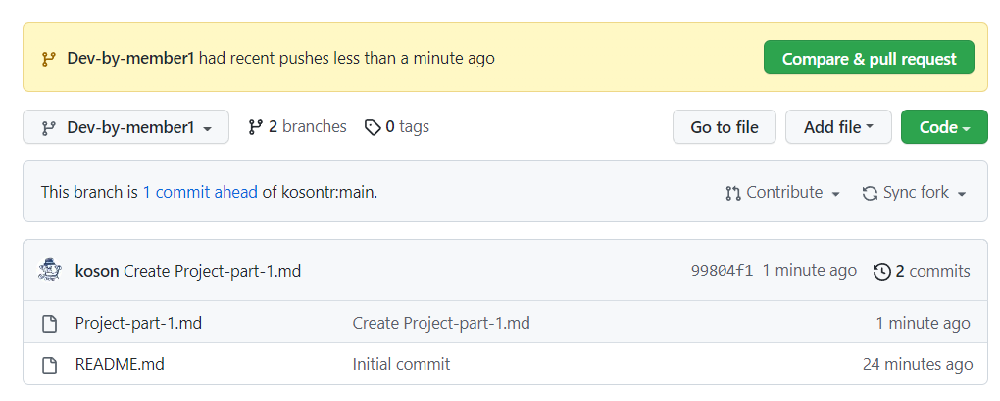 Dev-by-member1 had recent pushes less than a minute ago Compare & pull request
Dev-by-member1 2 branches 0 tags Go to file Add file Code
This branch is 1 commit ahead of kosontr:main. Contribute Sync fork
koson Create Project-part-1.md 99804f1 1 minute ago 2 commits
Project-part-1.md Create Project-part-1.md 1 minute ago
README.md Initial commit 24 minutes ago